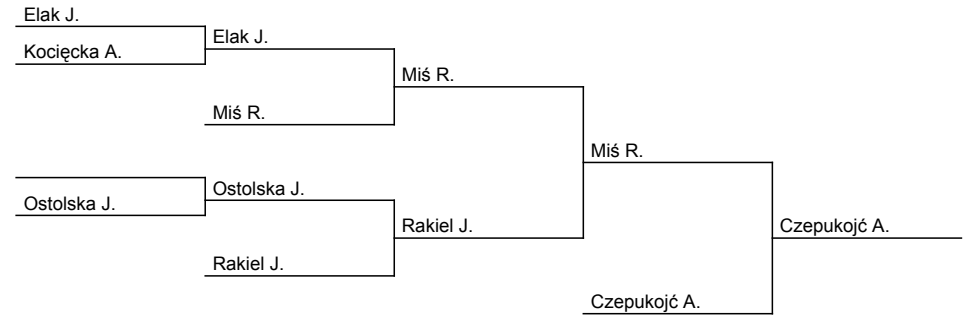 Elak J.
Kocięcka A.
Elak J.
Miś R.
Miś R.
Ostolska J.
Ostolska J.
Rakiel J.
Rakiel J.
Miś R.
Czepukojć A.
Czepukojć A.